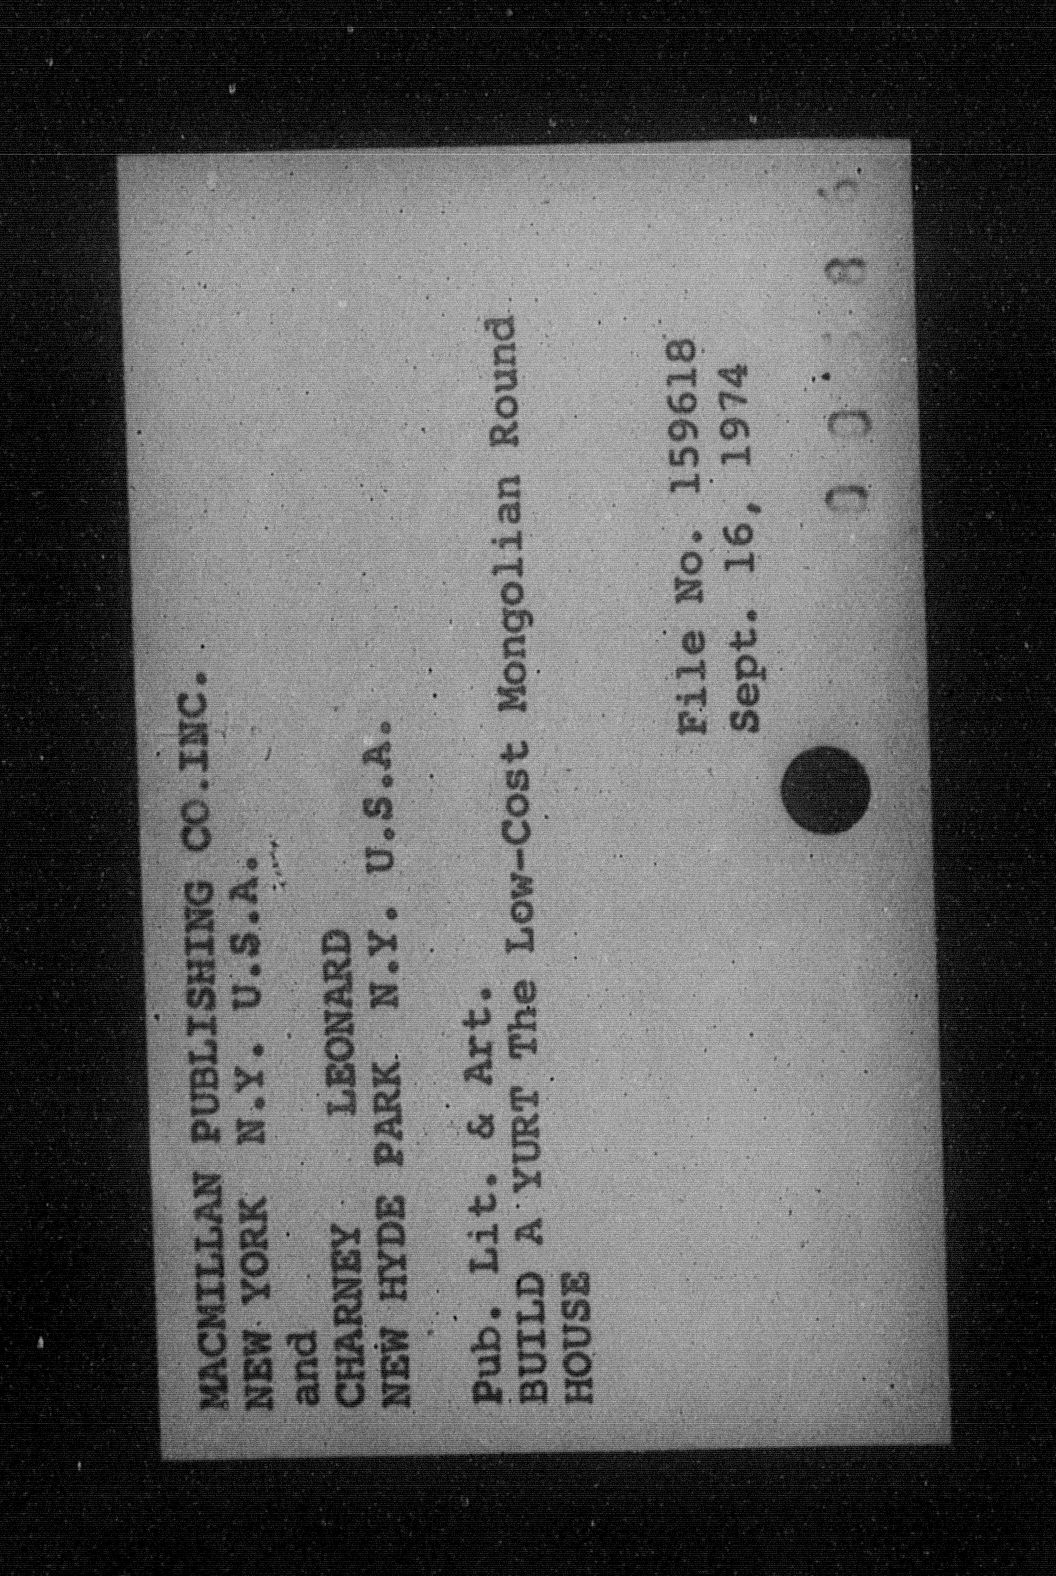 MACMILLAN PUBLISHING CO.INC.
NEW YORK N.Y. U.S.A.
and
CHARNEY LEONARD
NEW HYDE PARK N.Y. U.S.A.
Pub. Lit. & Art.
BUILD A YURT The Low-Cost Mongolian Round
HOUSE
File No. 159618
Sept. 16, 1974